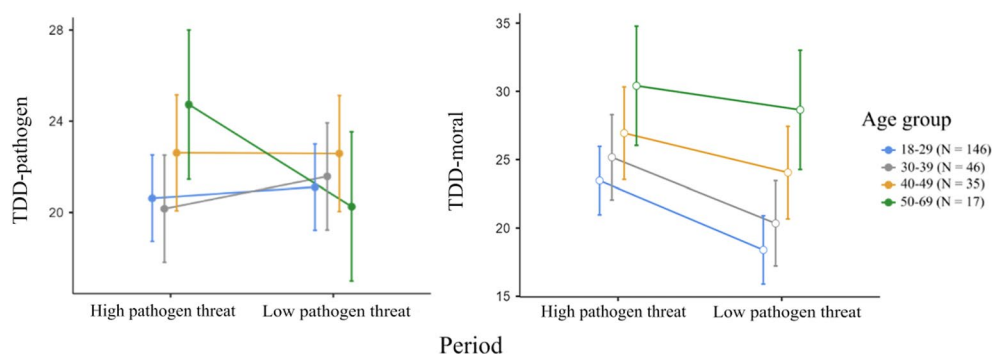 28
24
20
TDD-pathogen
High pathogen threat
Low pathogen threat
35
30
25
20
15
TDD-moral
High pathogen threat
Low pathogen threat
Age group
18-29 (N = 146)
30-39 (N = 46)
40-49 (N = 35)
50-69 (N = 17)
Period